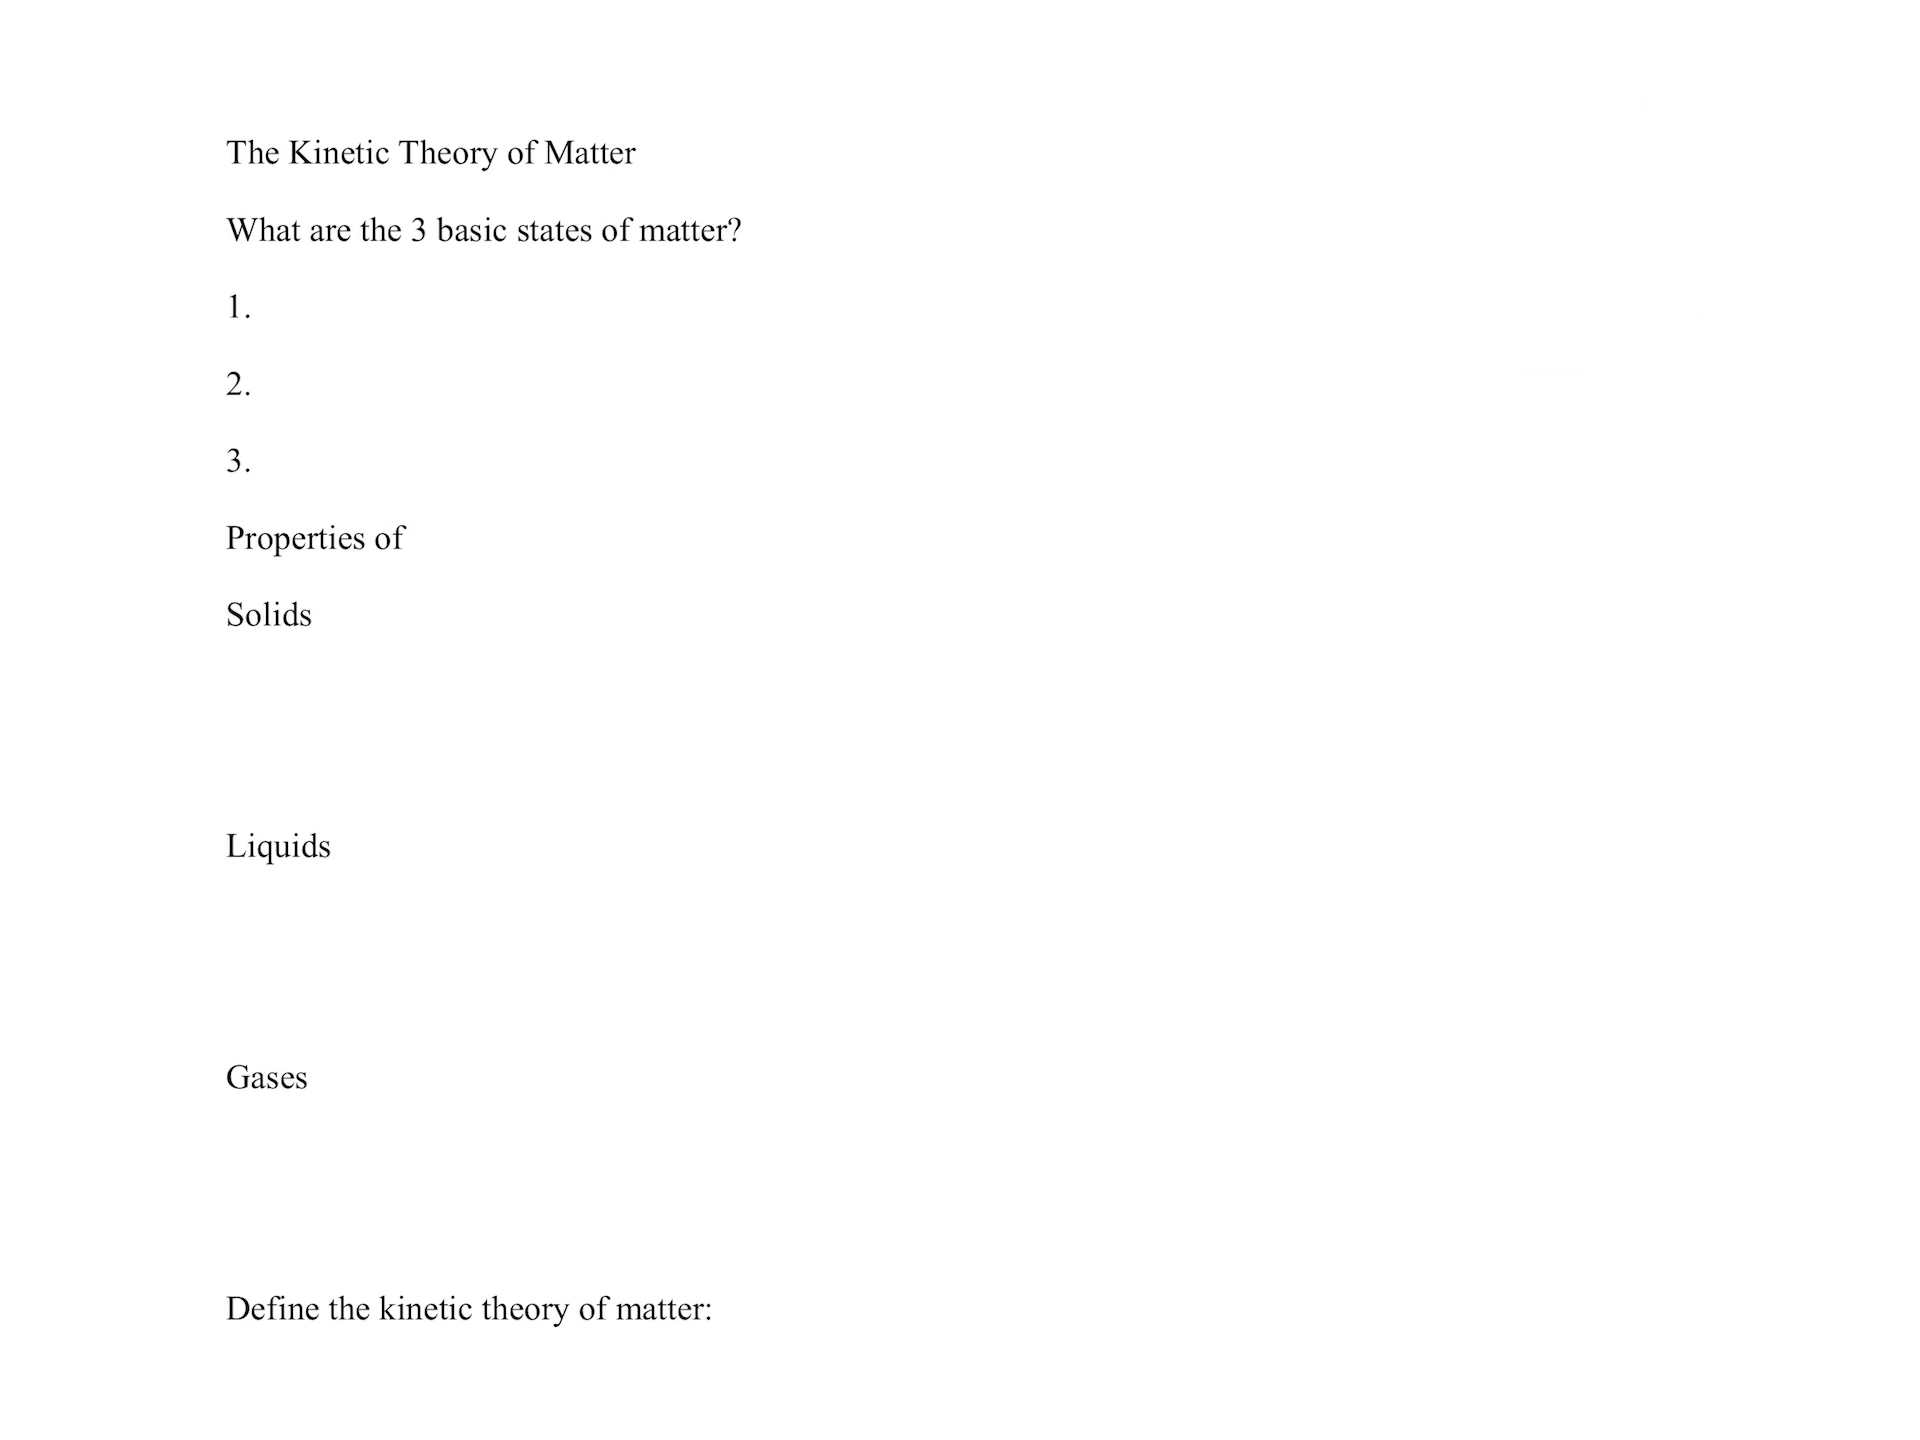 The Kinetic Theory of Matter
What are the 3 basic states of matter?
1.
2.
3.
Properties of
Solids
Liquids
Gases
Define the kinetic theory of matter: